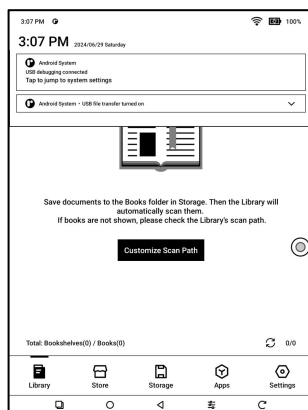 3:07 PM
100%
3:07 PM 2024/06/29 Saturday
Android System
USB debugging connected
Tap to jump to system settings
Android System • USB file transfer turned on
Save documents to the Books folder in Storage. Then the Library will
automatically scan them.
If books are not shown, please check the Library's scan path.
Customize Scan Path
Total: Bookshelves(0) / Books(0)
0/0
Library
Store
Storage
Apps
Settings